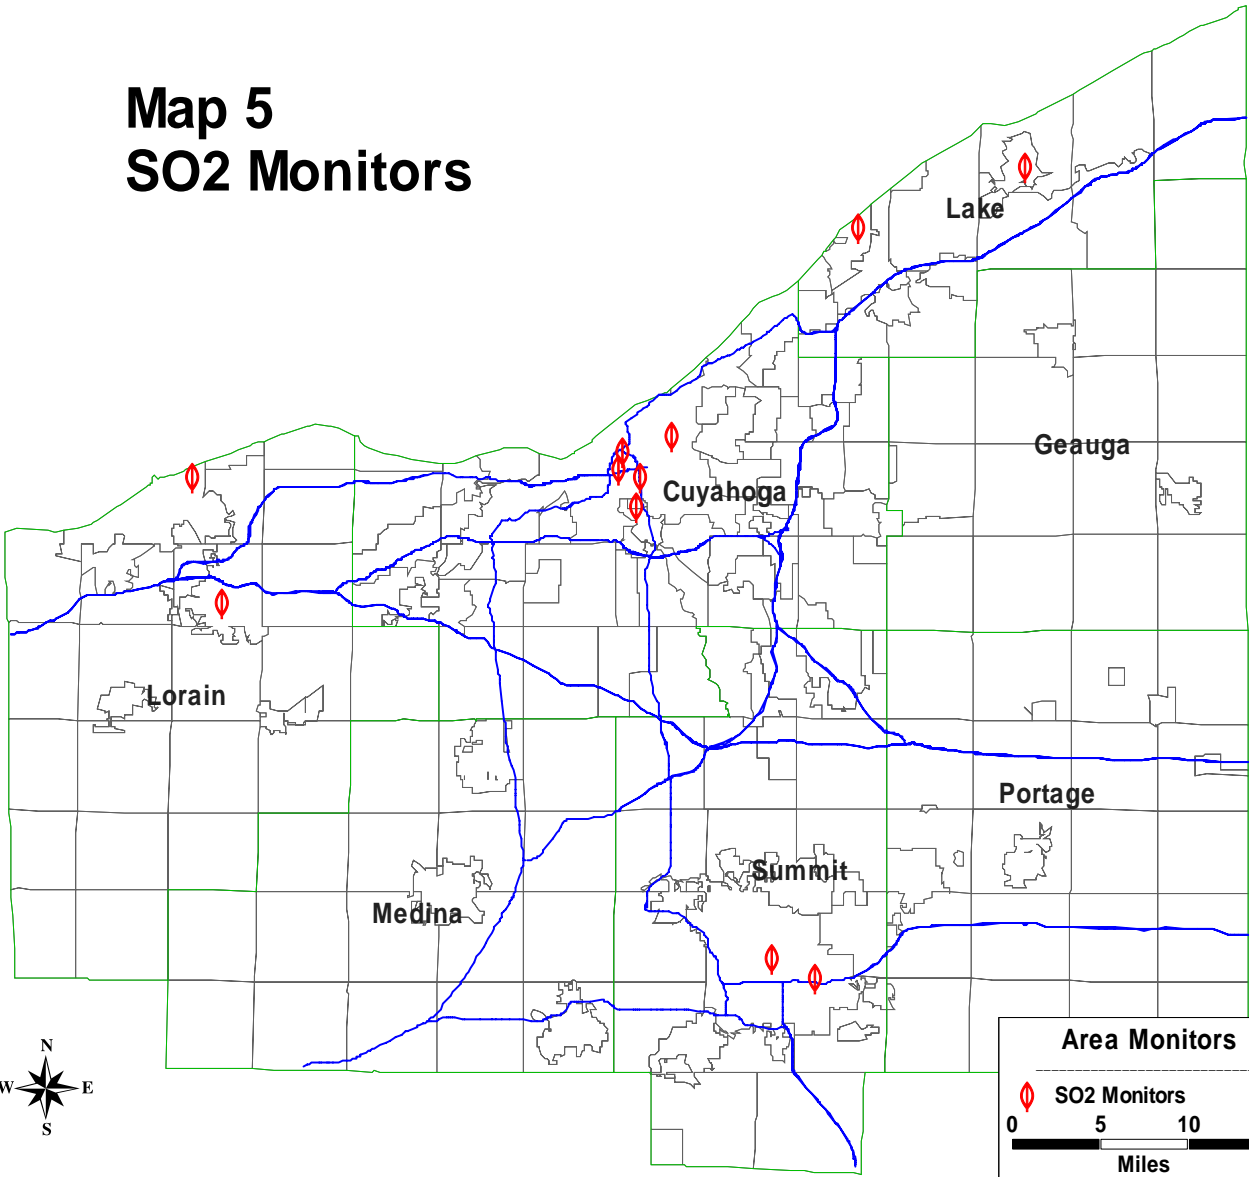 Map 5
SO2 Monitors
Lake
Geauga
Cuyahoga
Lorain
Portage
Summit
Medina
N
W E
S
Area Monitors
SO2 Monitors
0 5 10
Miles